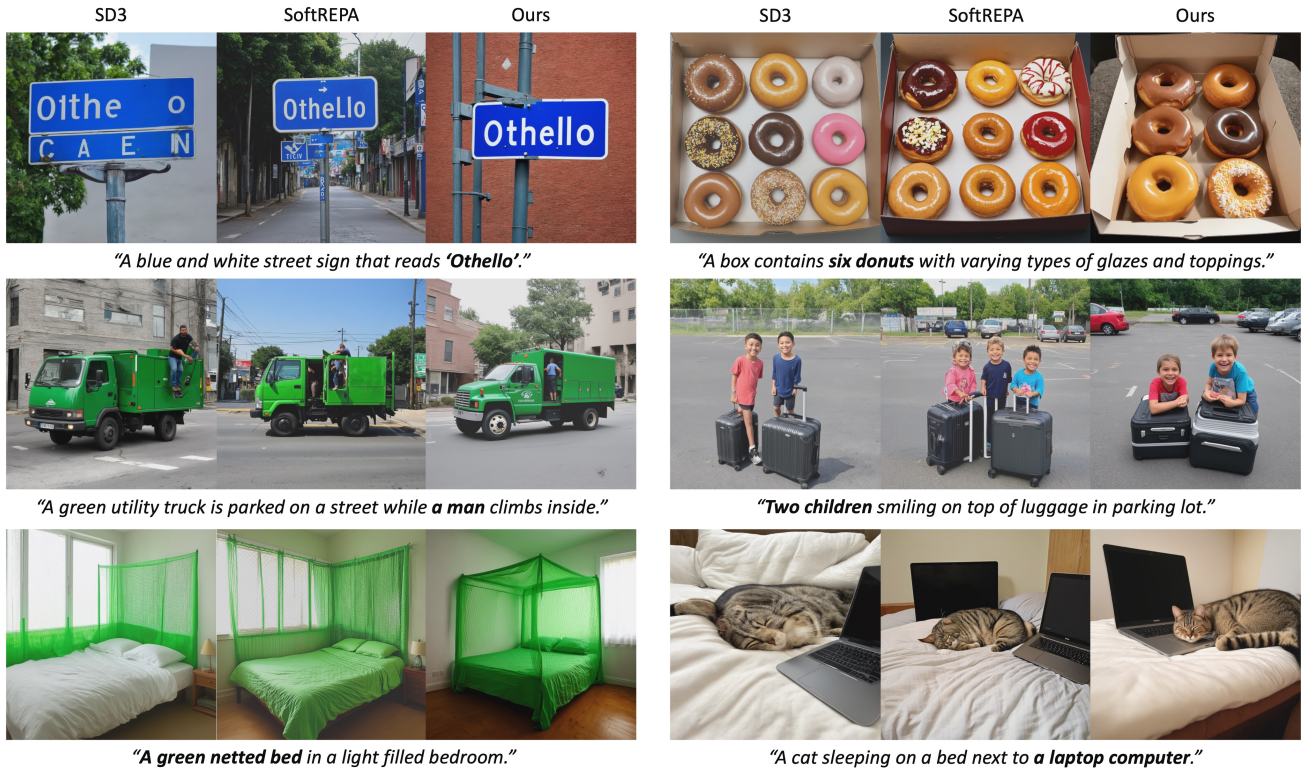 SD3 SoftREPA Ours
SD3 SoftREPA Ours
O1the o
C A E N
OtheLlo
Othello
“A blue and white street sign that reads ‘Othello’.”
“A box contains six donuts with varying types of glazes and toppings.”
“A green utility truck is parked on a street while a man climbs inside.”
“Two children smiling on top of luggage in parking lot.”
“A green netted bed in a light filled bedroom.”
“A cat sleeping on a bed next to a laptop computer.”